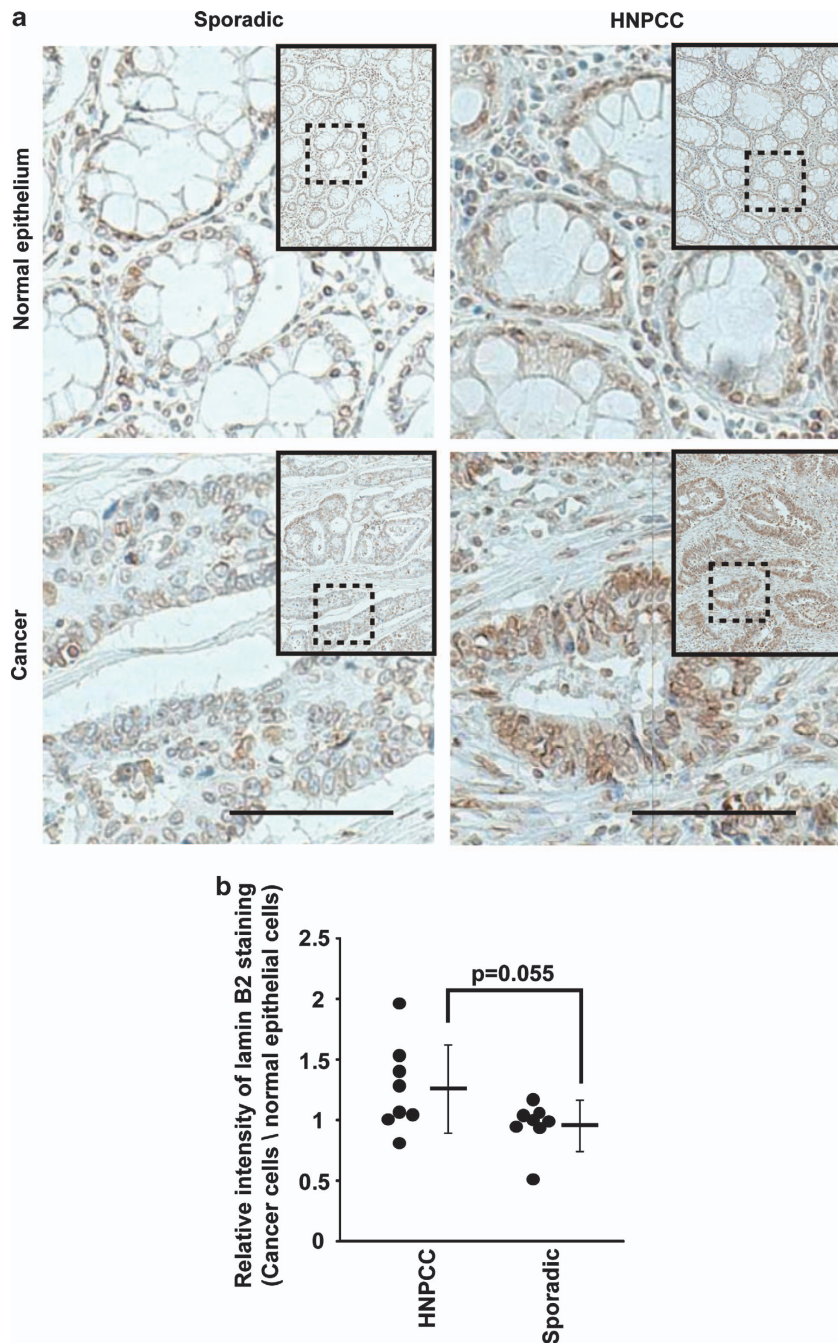 a
Sporadic
HNPCC
Normal epithelium
Cancer
b
Relative intensity of lamin B2 staining
(Cancer cells \ normal epithelial cells)
2.5
2
1.5
1
0.5
0
p=0.055
HNPCC
Sporadic